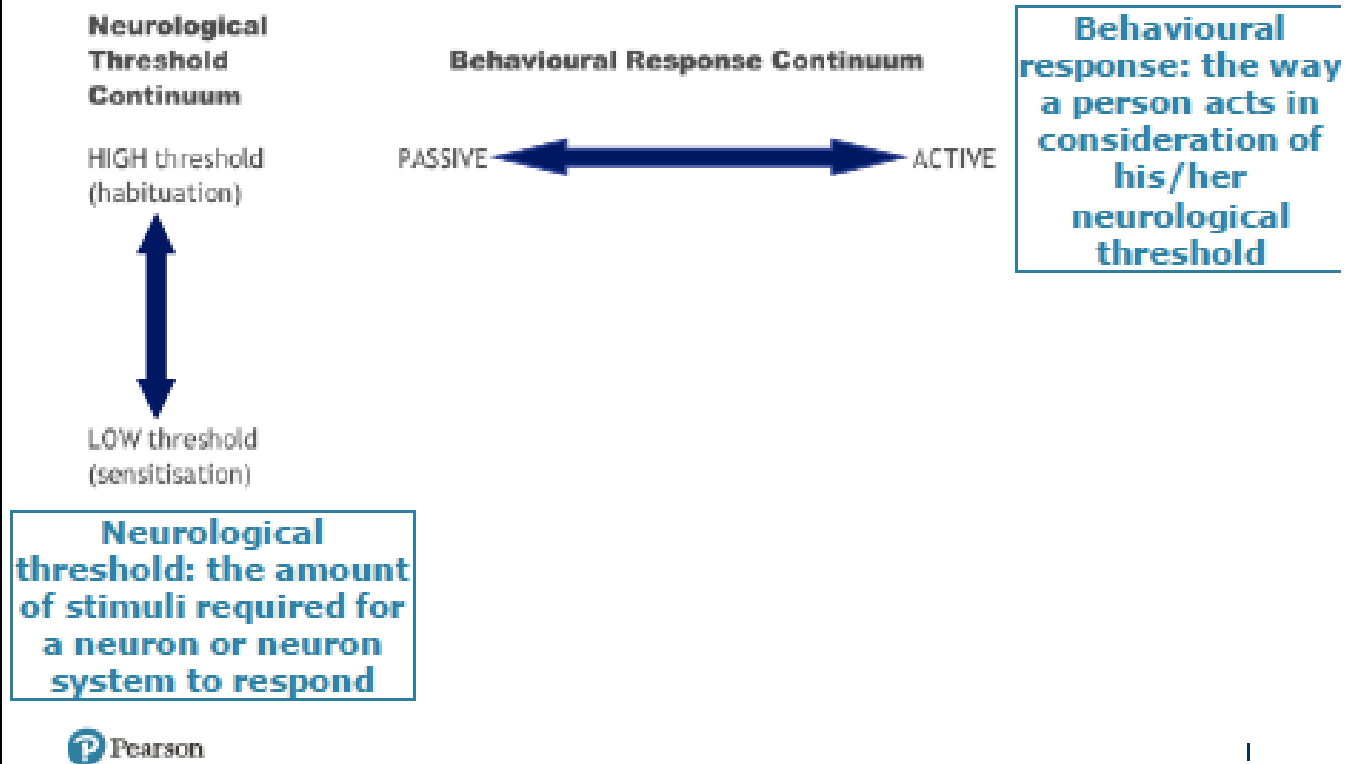 Neurological
Threshold
Continuum
Behavioural Response Continuum
HIGH threshold
(habituation)
PASSIVE
ACTIVE
Behavioural
response: the way
a person acts in
consideration of
his/her
neurological
threshold
LOW threshold
(sensitisation)
Neurological
threshold: the amount
of stimuli required for
a neuron or neuron
system to respond
Pearson